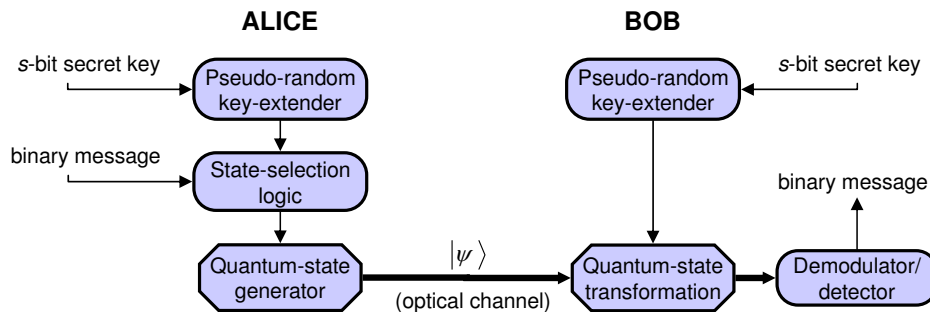 ALICE
BOB
s-bit secret key
Pseudo-random
key-extender
Pseudo-random
key-extender
s-bit secret key
binary message
State-selection
logic
binary message
Quantum-state
generator
|ψ⟩
(optical channel)
Quantum-state
transformation
Demodulator/
detector